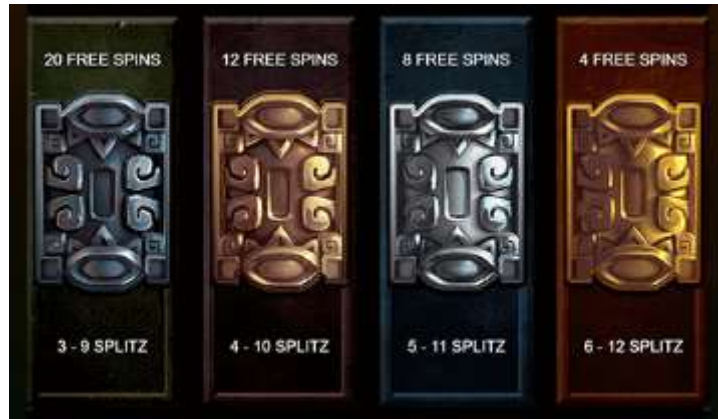 20 FREE SPINS
12 FREE SPINS
8 FREE SPINS
4 FREE SPINS
3 - 9 SPLITZ
4 - 10 SPLITZ
5 - 11 SPLITZ
6 - 12 SPLITZ